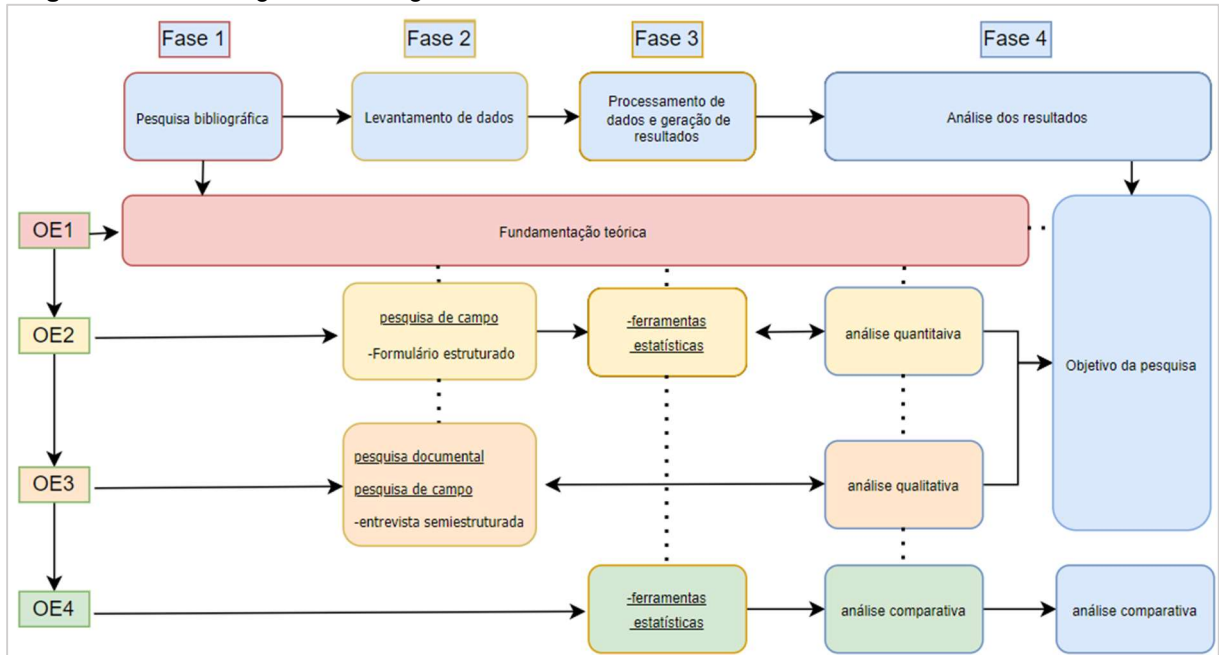 Fase 1
Fase 2
Fase 3
Fase 4
Pesquisa bibliográfica
Levantamento de dados
Processamento de
dados e geração de
resultados
Análise dos resultados
OE1
Fundamentação teórica
OE2
pesquisa de campo
-Formulário estruturado
-ferramentas
estatísticas
análise quantitaiva
Objetivo da pesquisa
OE3
pesquisa documental
pesquisa de campo
-entrevista semiestruturada
análise qualitativa
OE4
-ferramentas
estatísticas
análise comparativa
análise comparativa